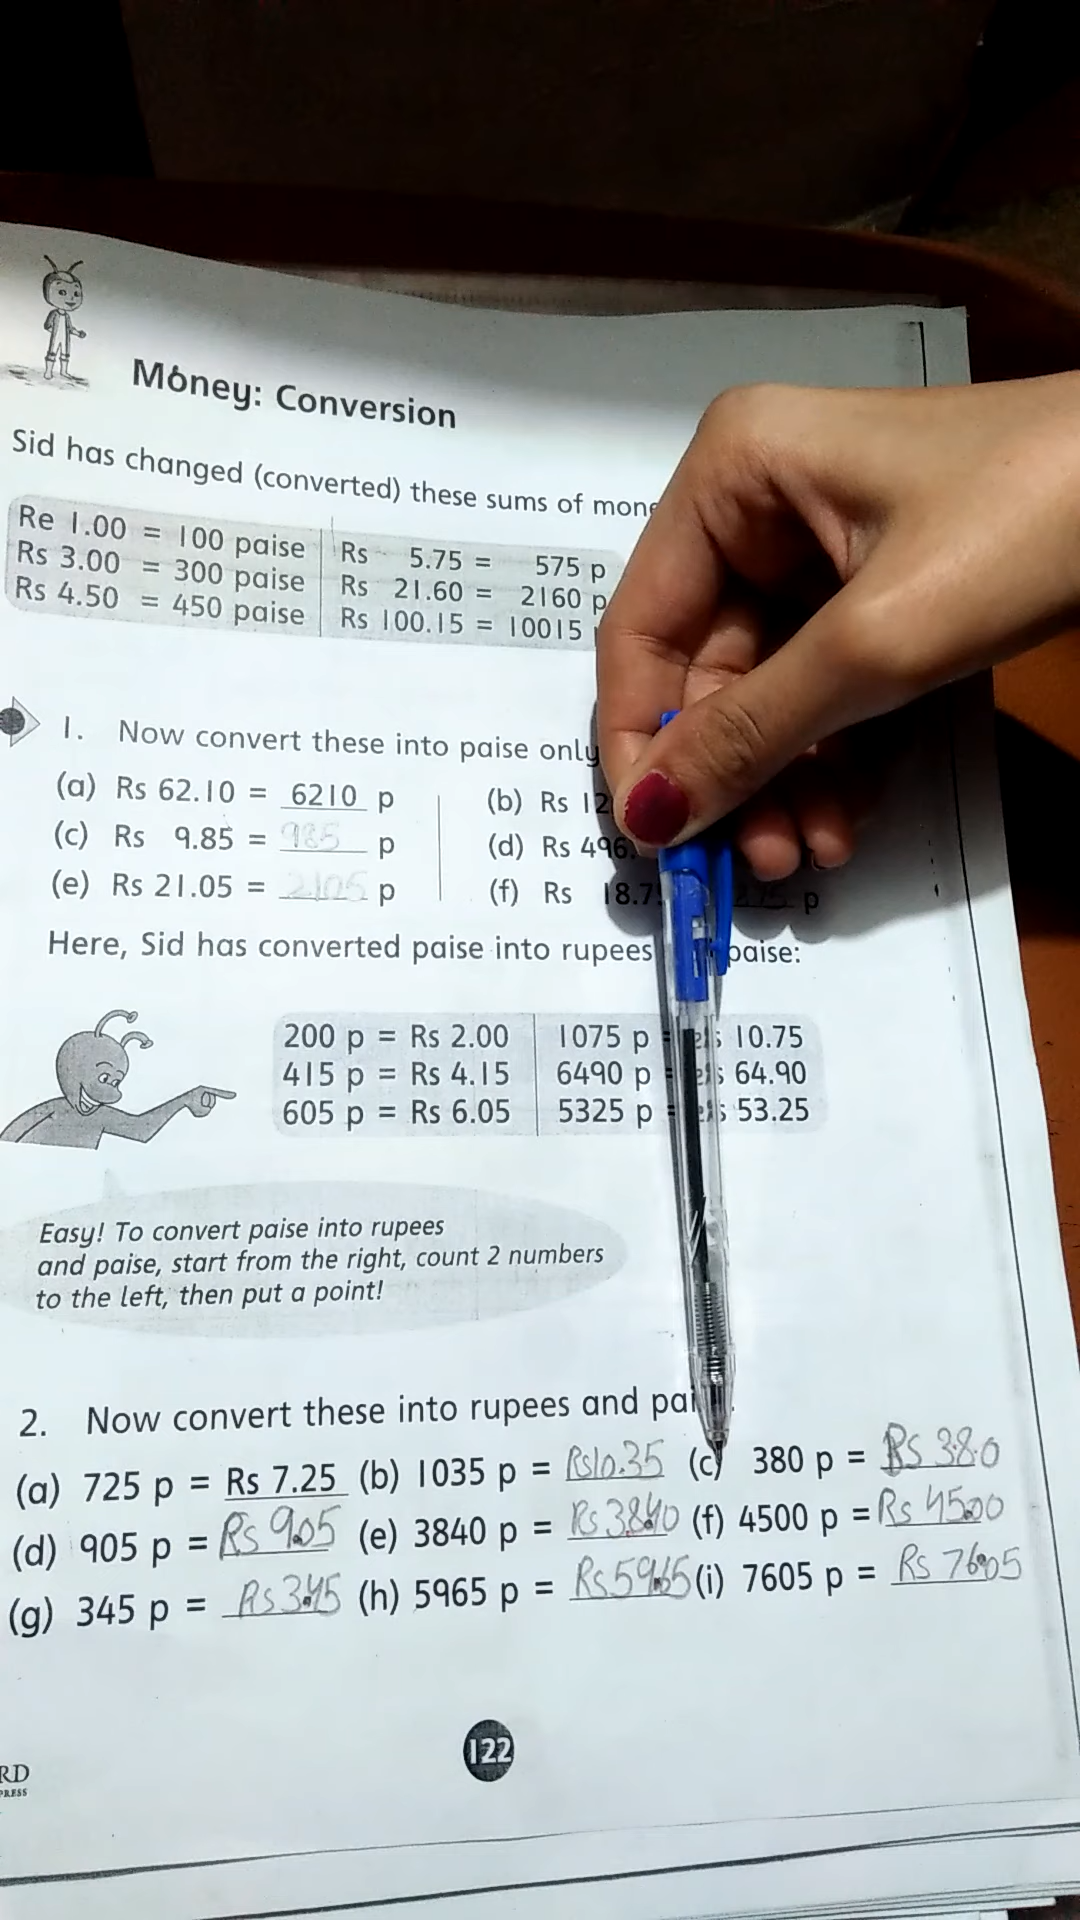 Money: Conversion
Sid has changed (converted) these sums of
Re 1.00 = 100 paise Rs 5.75 = 575 p
Rs 3.00 = 300 paise Rs 21.60 = 2160 p
Rs 4.50 = 450 paise Rs 100.15 = 10015
1. Now convert these into paise only
(a) Rs 62.10 = 6210 p (b) Rs
(c) Rs 9.85 = 985 p (d) Rs
(e) Rs 21.05 = 2105 p (f) Rs p
Here, Sid has converted paise into rupees paise:
200 p = Rs 2.00 1075 p 10.75
415 p = Rs 4.15 6490 p 64.90
605 p = Rs 6.05 5325 p 53.25
Easy! To convert paise into rupees
and paise, start from the right, count 2 numbers
to the left, then put a point!
2. Now convert these into rupees and
(a) 725 p = Rs 7.25 (b) 1035 p = Rs10.35 (c) 380 p = Rs 3.80
(d) 905 p = Rs 9.05 (e) 3840 p = Rs 38.40 (f) 4500 p = Rs 45.00
(g) 345 p = Rs 3.45 (h) 5965 p = Rs 59.65 (i) 7605 p = Rs 76.05
122
RD
PRESS